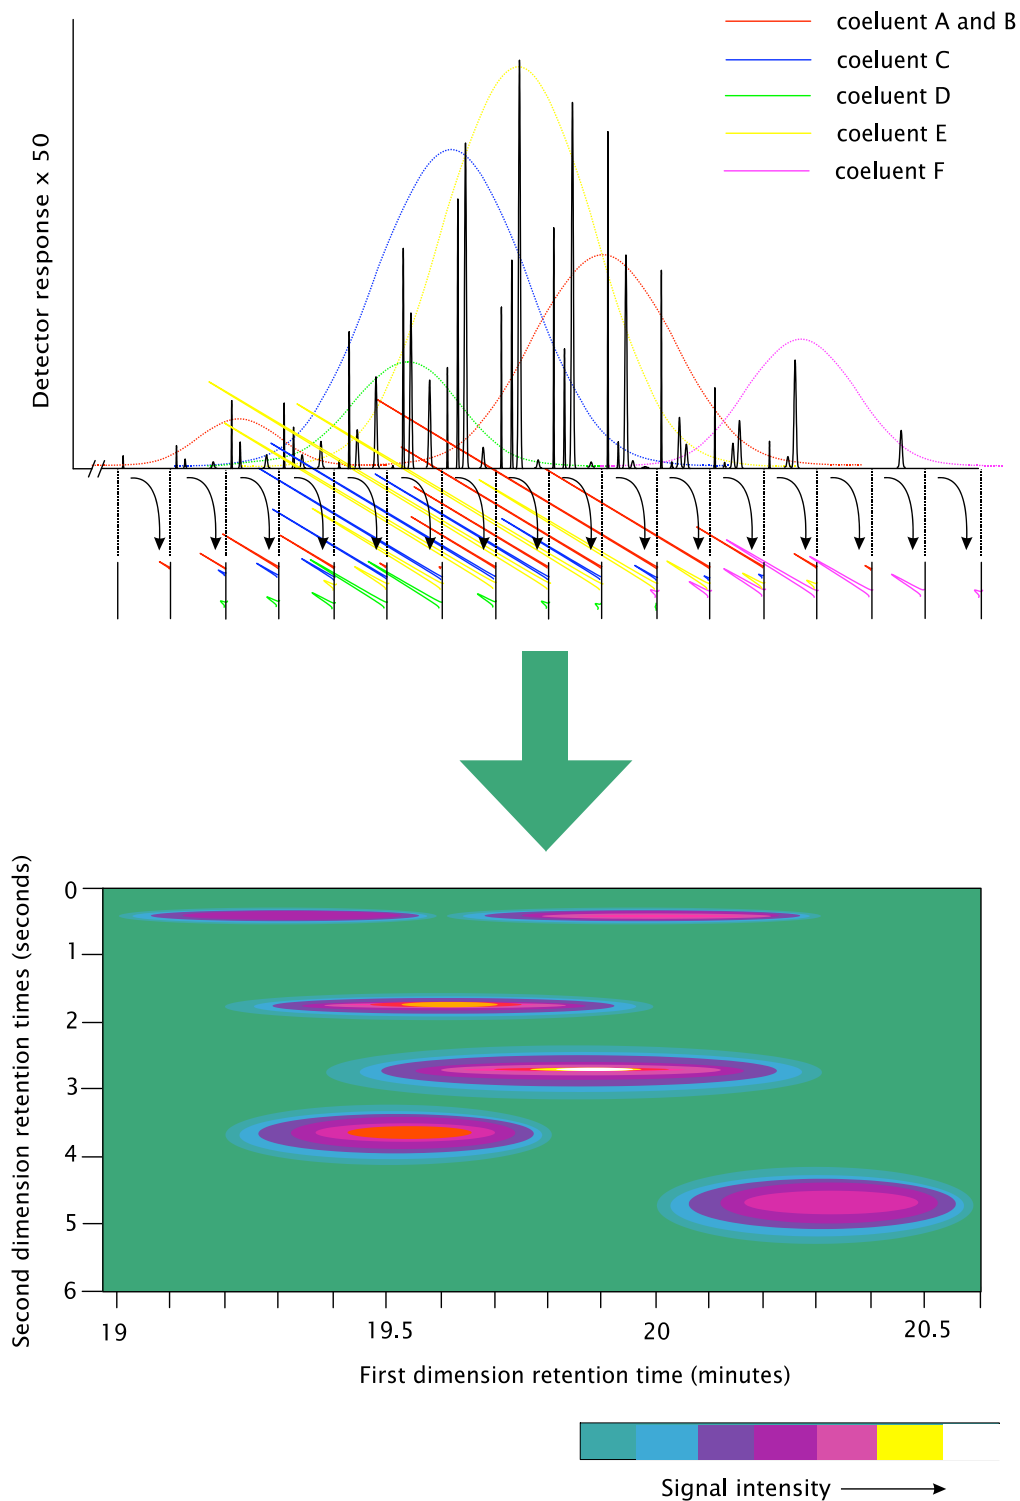 coeluent A and B
coeluent C
coeluent D
coeluent E
coeluent F
Detector response x 50
Second dimension retention times (seconds)
0
1
2
3
4
5
6
19
19.5
20
20.5
First dimension retention time (minutes)
Signal intensity